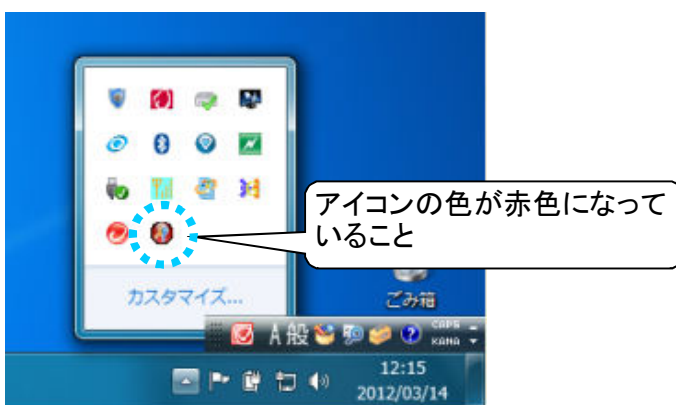 アイコンの色が赤色になって
いること
カスタマイズ...
ごみ箱
A 般
CAPS
KANA
12:15
2012/03/14